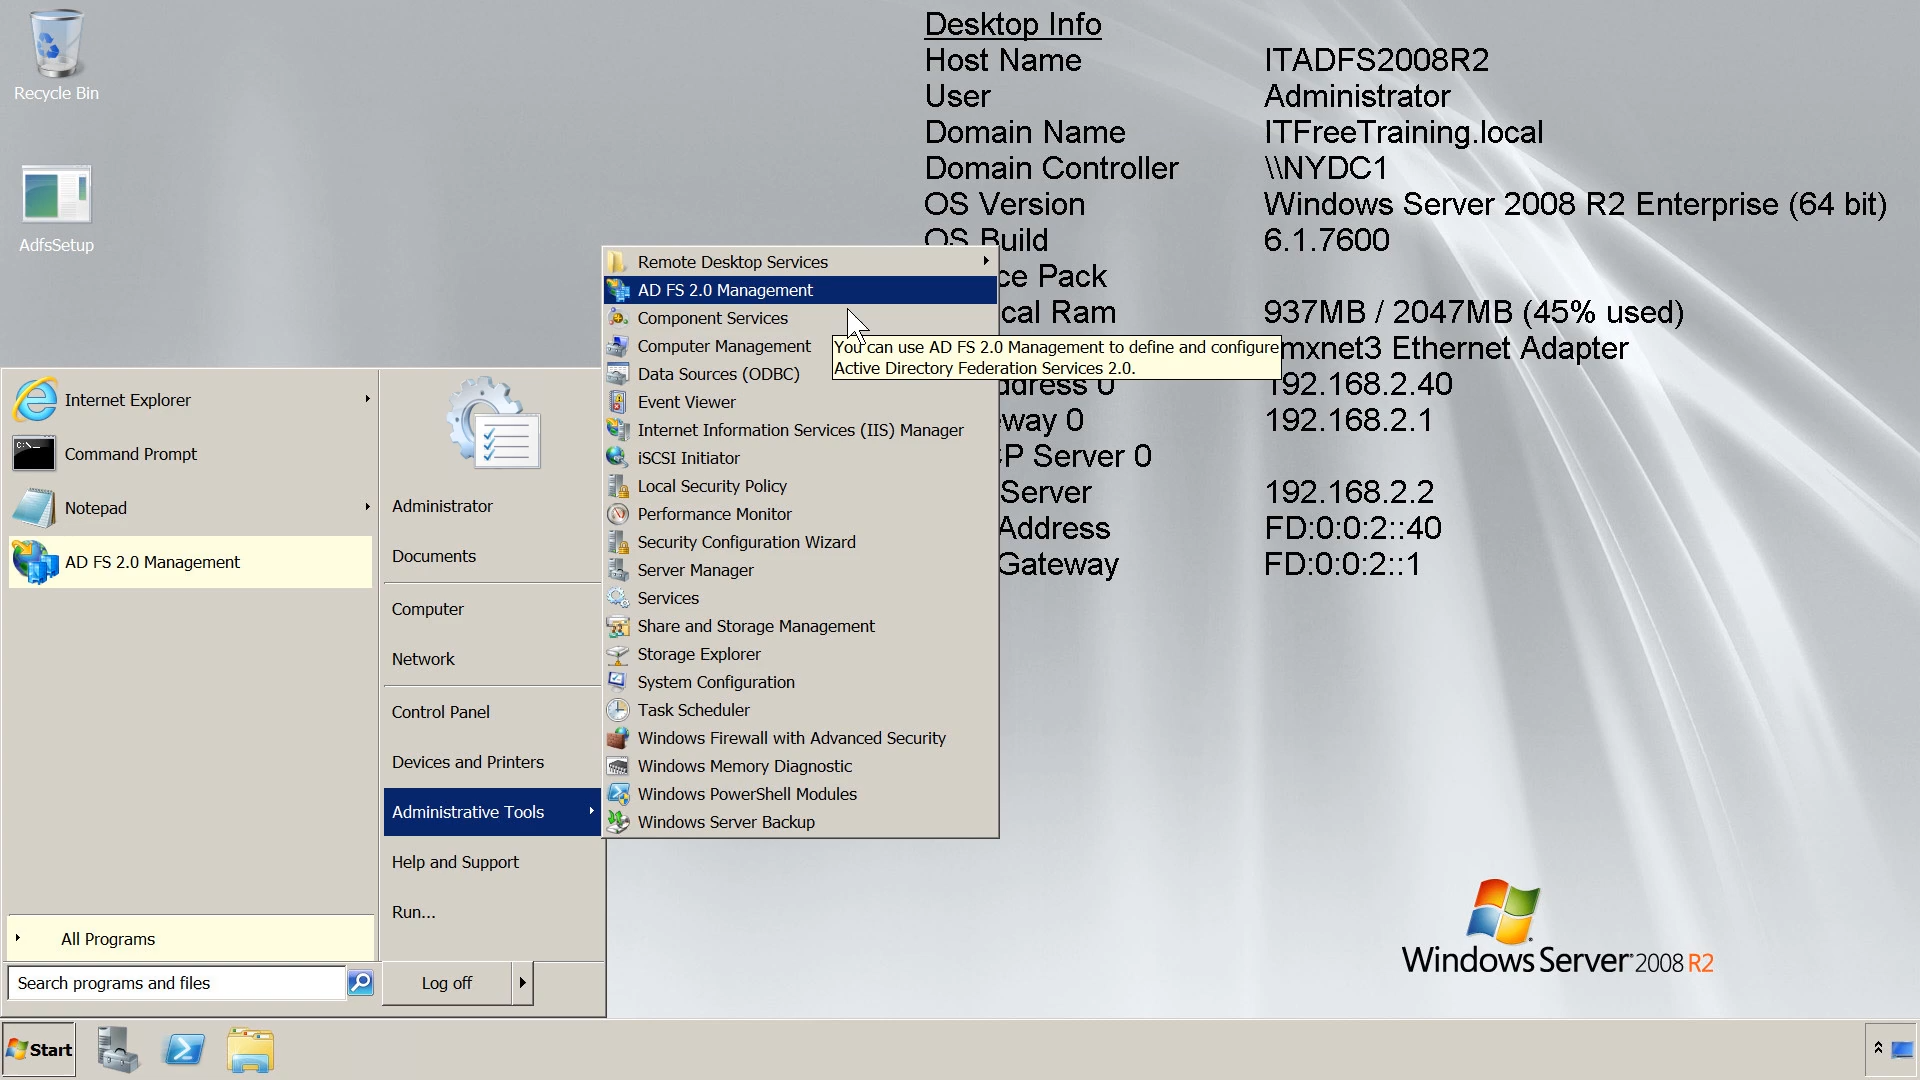 Recycle Bin
AdfsSetup
Desktop Info
Host Name ITADFS2008R2
User Administrator
Domain Name ITFreeTraining.local
Domain Controller \\NYDC1
OS Version Windows Server 2008 R2 Enterprise (64 bit)
OS Build 6.1.7600
ce Pack
cal Ram 937MB / 2047MB (45% used)
mxnet3 Ethernet Adapter
ddress 0 192.168.2.40
way 0 192.168.2.1
P Server 0
Server 192.168.2.2
Address FD:0:0:2::40
Gateway FD:0:0:2::1
Remote Desktop Services
AD FS 2.0 Management
Component Services
Computer Management
Data Sources (ODBC)
Event Viewer
Internet Information Services (IIS) Manager
iSCSI Initiator
Local Security Policy
Performance Monitor
Security Configuration Wizard
Server Manager
Services
Share and Storage Management
Storage Explorer
System Configuration
Task Scheduler
Windows Firewall with Advanced Security
Windows Memory Diagnostic
Windows PowerShell Modules
Windows Server Backup
You can use AD FS 2.0 Management to define and configure
Active Directory Federation Services 2.0.
Internet Explorer
Command Prompt
Notepad
AD FS 2.0 Management
All Programs
Search programs and files
Administrator
Documents
Computer
Network
Control Panel
Devices and Printers
Administrative Tools
Help and Support
Run...
Log off
Windows Server 2008 R2
Start